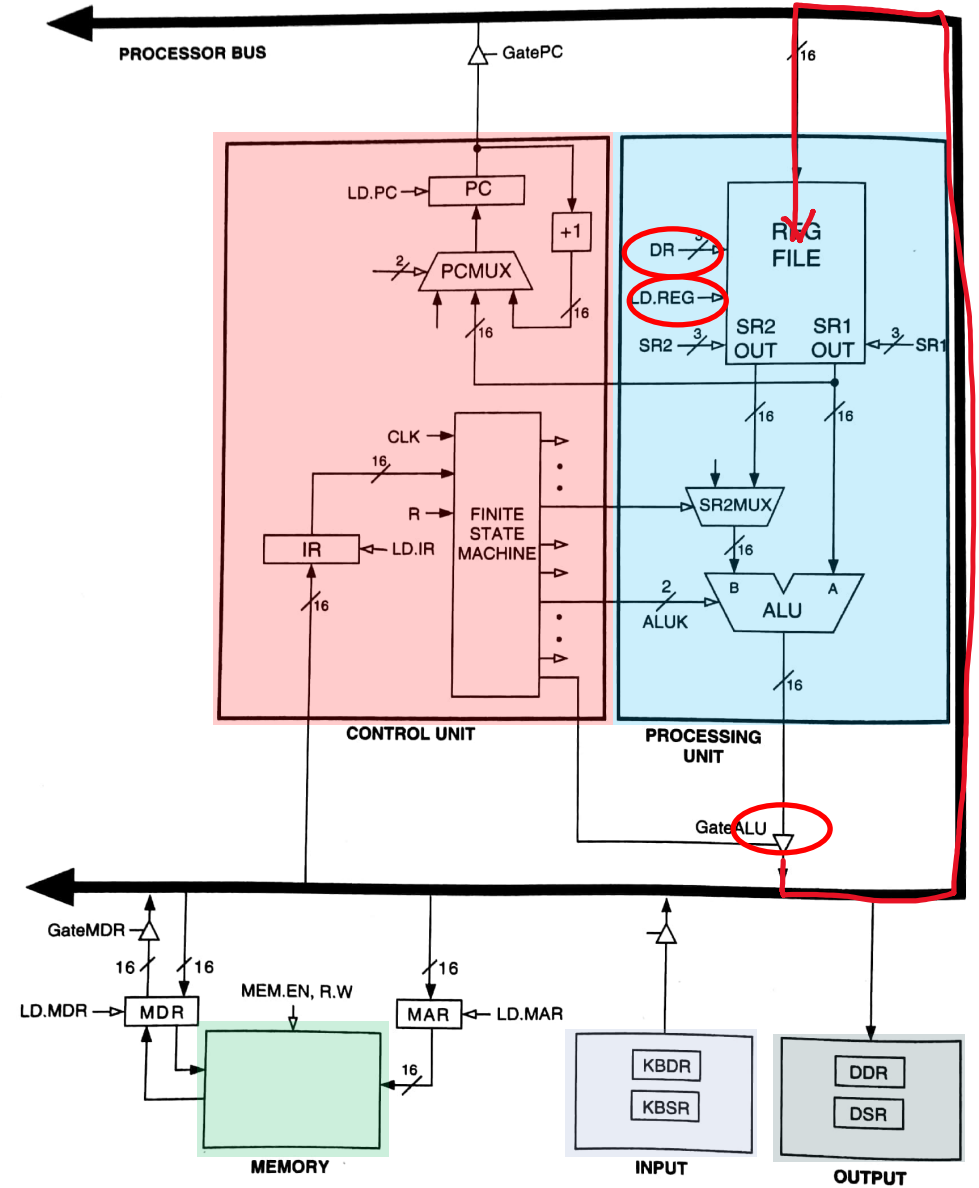 PROCESSOR BUS
GatePC
16
LD.PC
PC
+1
2
PCMUX
16
16
DR
3
REG
FILE
LD.REG
SR2
3
SR2
OUT
SR1
OUT
3
SR1
16
16
CLK
16
R
FINITE
STATE
MACHINE
IR
LD.IR
16
SR2MUX
16
B
A
ALU
2
ALUK
16
CONTROL UNIT
PROCESSING
UNIT
GateALU
GateMDR
16
16
16
LD.MDR
MDR
MEM.EN, R.W
MAR
LD.MAR
16
KBDR
KBSR
DDR
DSR
MEMORY
INPUT
OUTPUT